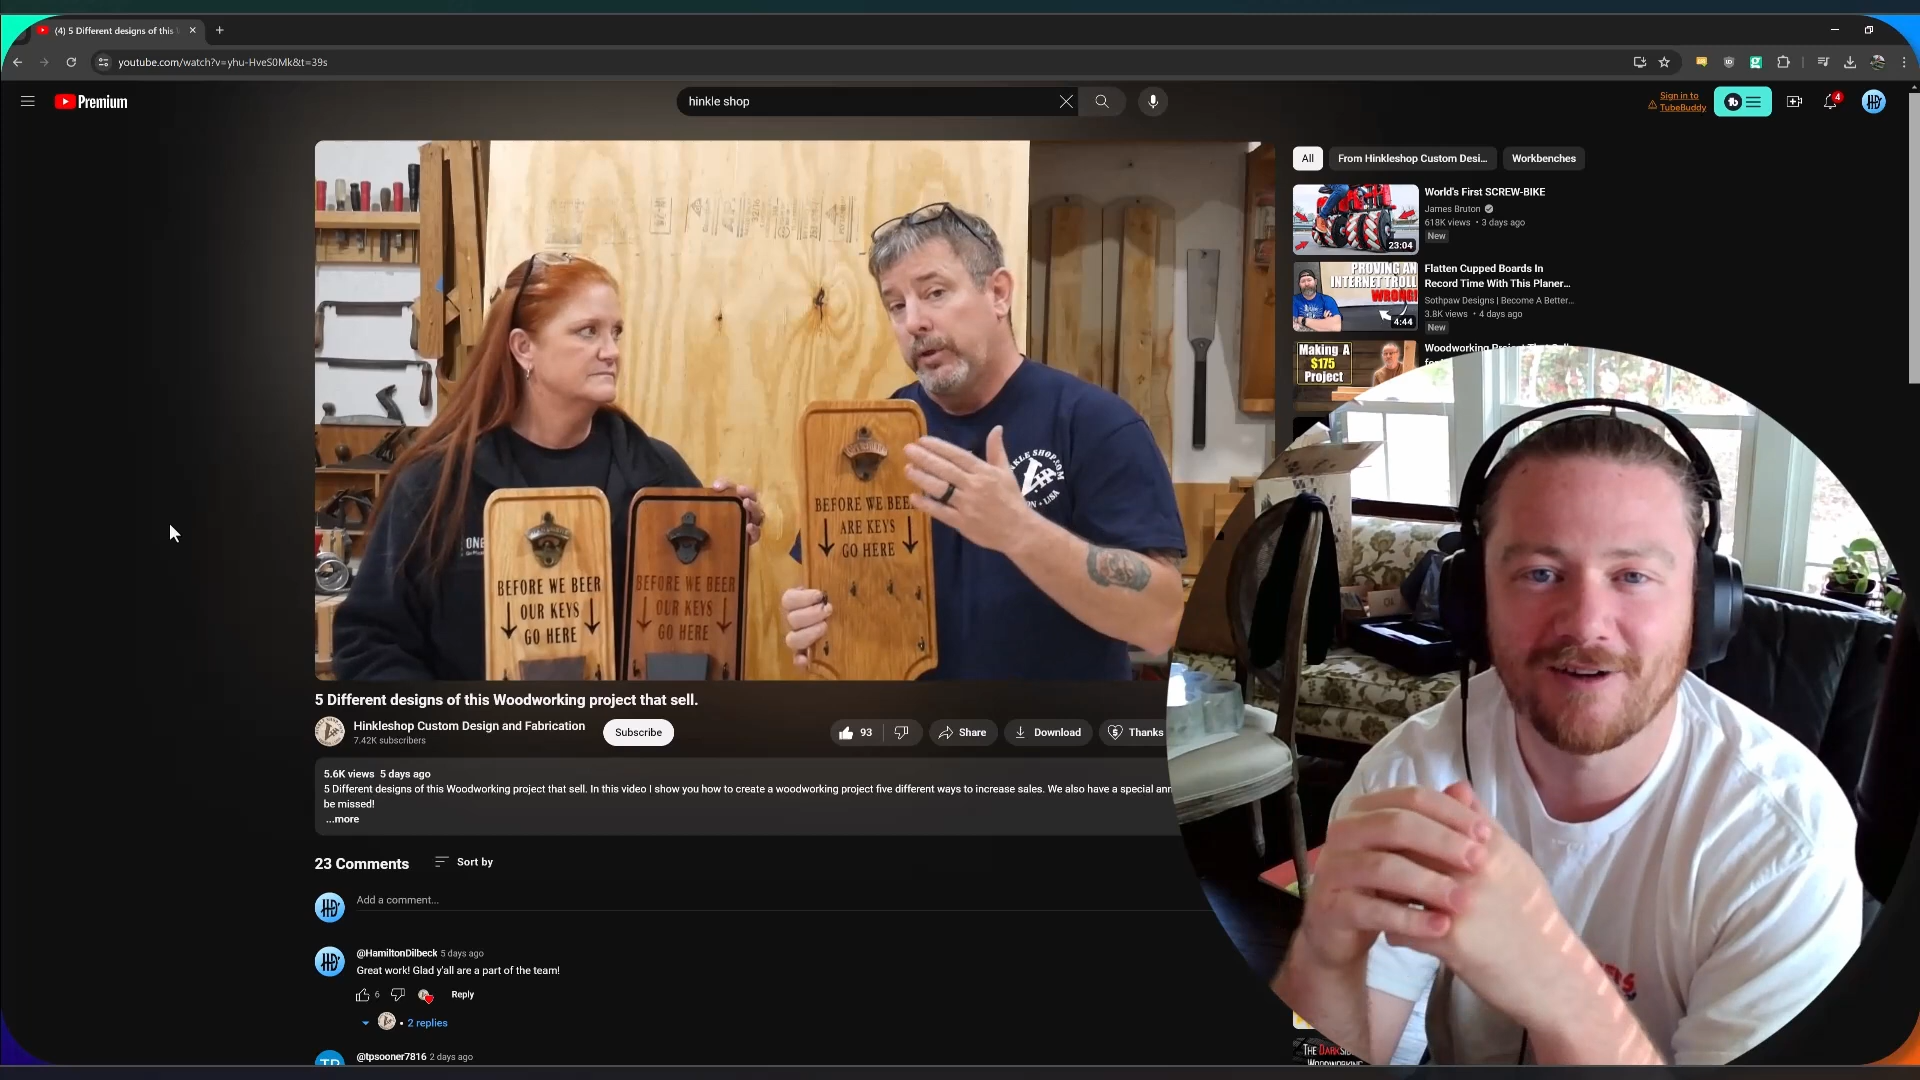 (4) 5 Different designs of this
youtube.com/watch?v=yhu-HveS0Mk&t=39s
Premium
hinkle shop
Sign in to
TubeBuddy
4
All
From Hinkleshop Custom Desi...
Workbenches
BEFORE WE BEER
OUR KEYS
GO HERE
BEFORE WE BEER
OUR KEYS
GO HERE
BEFORE WE BEE
ARE KEYS
GO HERE
World's First SCREW-BIKE
James Bruton
618K views • 3 days ago
New
23:04
PROVING AN
INTERNET TROLL
WRONG!
4:44
Flatten Cupped Boards In
Record Time With This Planer...
Sothpaw Designs | Become A Better...
3.8K views • 4 days ago
New
Making A
$175
Project
Woodworking
5 Different designs of this Woodworking project that sell.
Hinkleshop Custom Design and Fabrication
7.42K subscribers
Subscribe
93
Share
Download
Thanks
5.6K views 5 days ago
5 Different designs of this Woodworking project that sell. In this video I show you how to create a woodworking project five different ways to increase sales. We also have a special
be missed!
...more
23 Comments
Sort by
Add a comment...
@HamiltonDilbeck 5 days ago
Great work! Glad y'all are a part of the team!
6
Reply
• 2 replies
@tpsooner7816 2 days ago
THE DARK